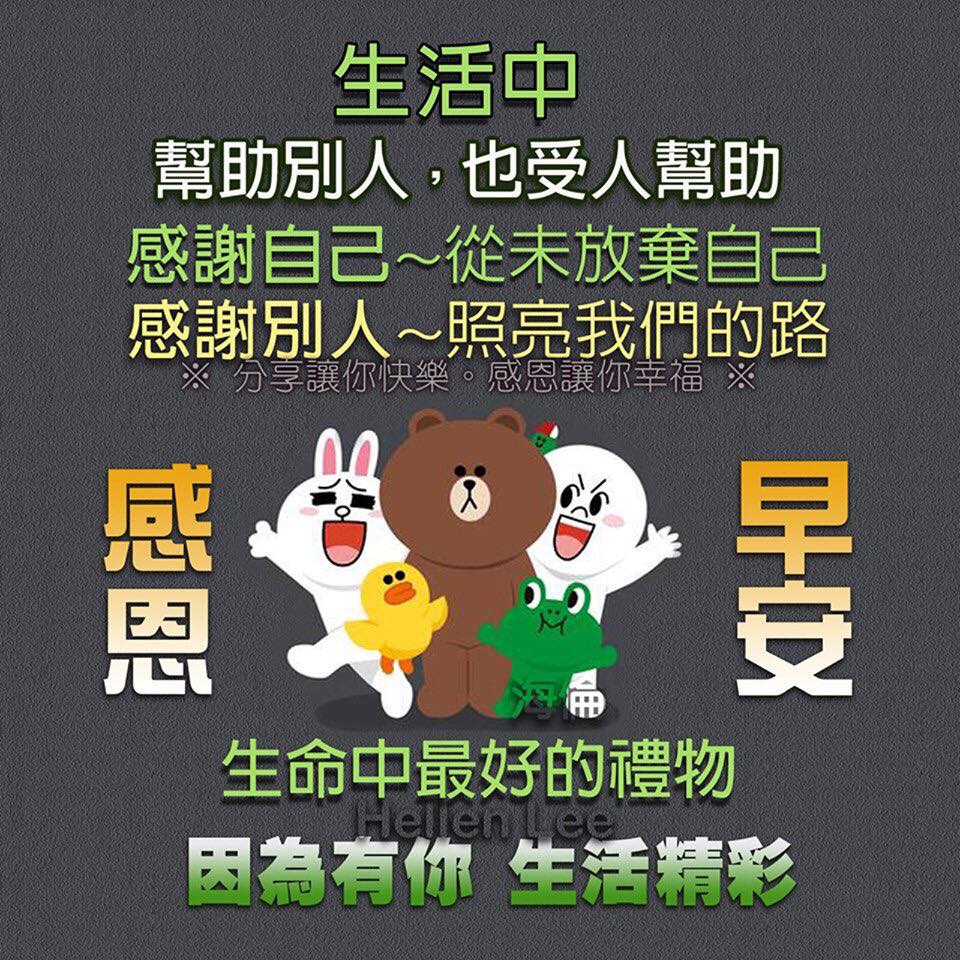 生活中
幫助別人，也受人幫助
感謝自己～從未放棄自己
感謝別人～照亮我們的路
※ 分享讓你快樂。感恩讓你幸福 ※
感恩
早安
海倫
生命中最好的禮物
Hellen Lee
因為有你 生活精彩